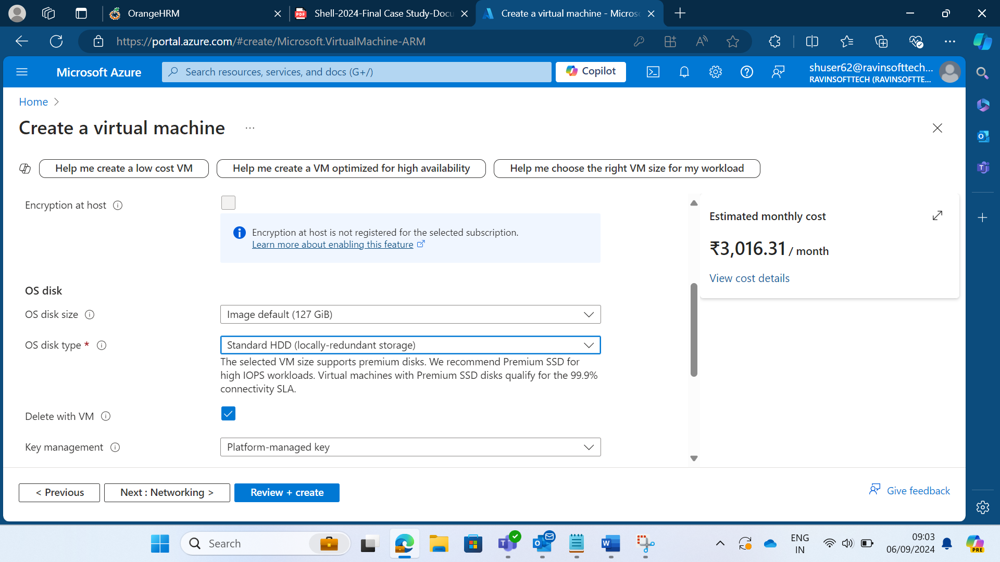 OrangeHRM
Shell-2024-Final Case Study-Docu
Create a virtual machine - Micros
https://portal.azure.com/#create/Microsoft.VirtualMachine-ARM
Microsoft Azure
Search resources, services, and docs (G+/)
Copilot
shuser62@ravinsofttech...
RAVINSOFTTECH (RAVINSOFTTE...
Home
Create a virtual machine
...
Help me create a low cost VM
Help me create a VM optimized for high availability
Help me choose the right VM size for my workload
Encryption at host
Encryption at host is not registered for the selected subscription.
Learn more about enabling this feature
Estimated monthly cost
₹3,016.31 / month
View cost details
OS disk
OS disk size
Image default (127 GiB)
OS disk type *
Standard HDD (locally-redundant storage)
The selected VM size supports premium disks. We recommend Premium SSD for
high IOPS workloads. Virtual machines with Premium SSD disks qualify for the 99.9%
connectivity SLA.
Delete with VM
Key management
Platform-managed key
< Previous
Next : Networking >
Review + create
Give feedback
Search
ENG
IN
09:03
06/09/2024
PRE